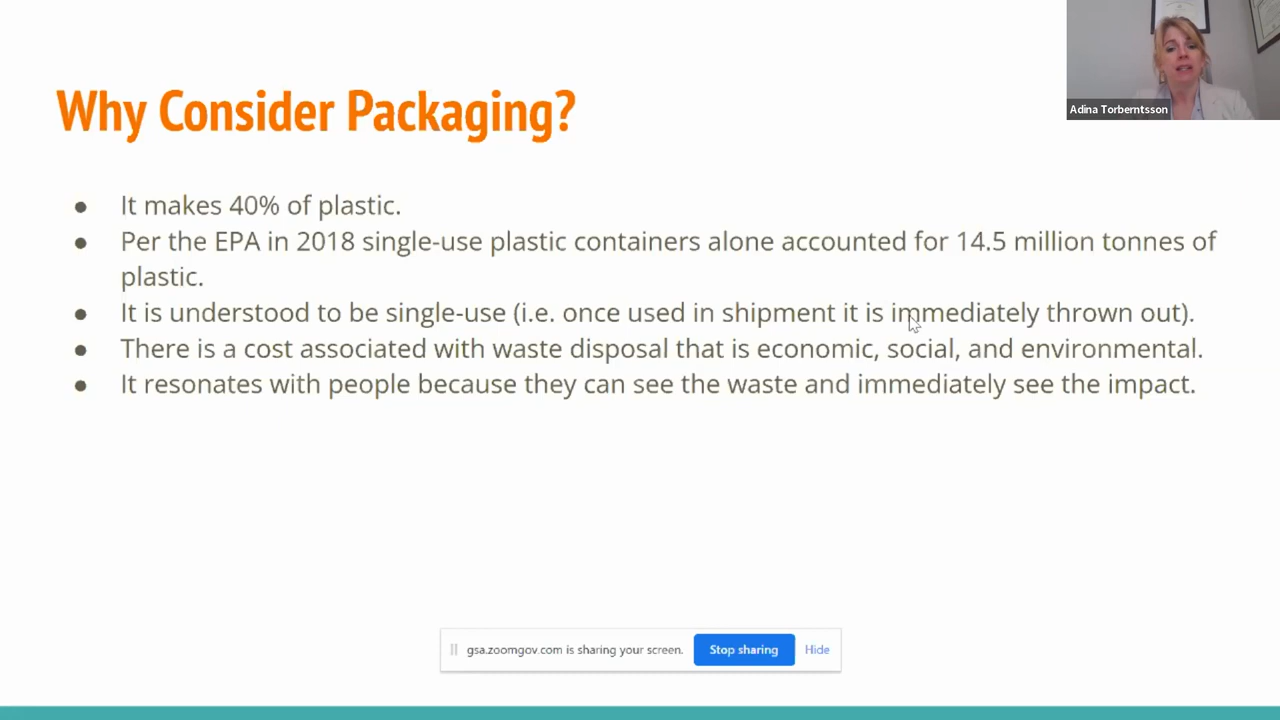 Why Consider Packaging?
Adina Torberntsson
● It makes 40% of plastic.
● Per the EPA in 2018 single-use plastic containers alone accounted for 14.5 million tonnes of
plastic.
● It is understood to be single-use (i.e. once used in shipment it is immediately thrown out).
● There is a cost associated with waste disposal that is economic, social, and environmental.
● It resonates with people because they can see the waste and immediately see the impact.
gsa.zoomgov.com is sharing your screen. Stop sharing Hide